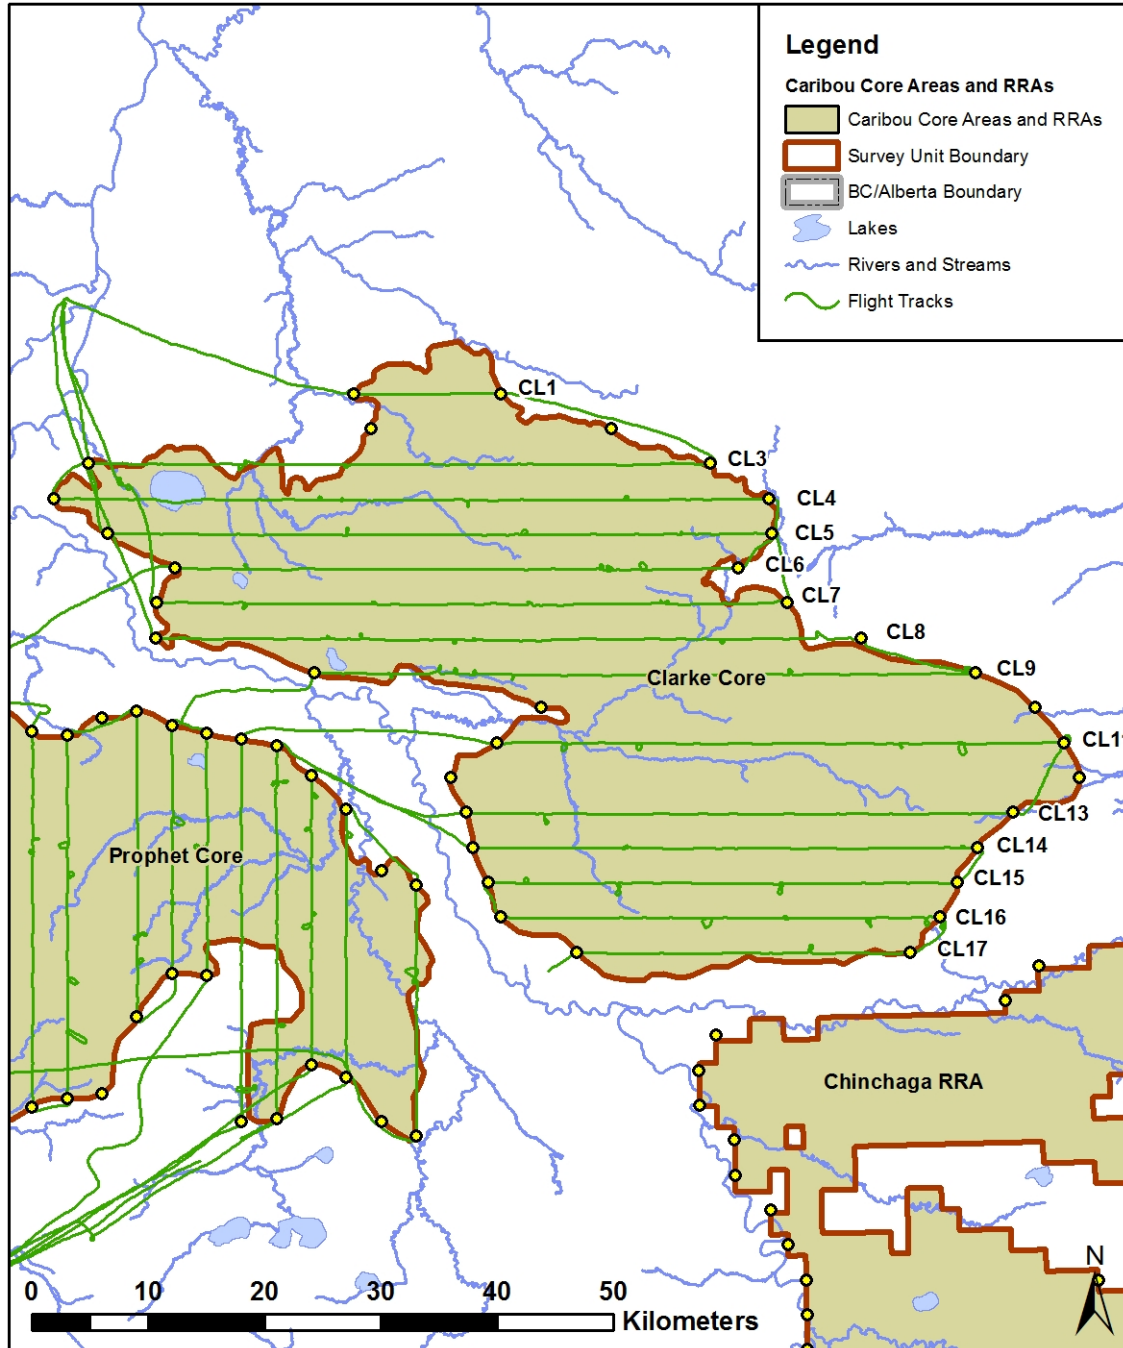 Legend
Caribou Core Areas and RRAs
Caribou Core Areas and RRAs
Survey Unit Boundary
BC/Alberta Boundary
Lakes
Rivers and Streams
Flight Tracks
CL1
CL3
CL4
CL5
CL6
CL7
CL8
CL9
Clarke Core
CL13
Prophet Core
CL14
CL15
CL16
CL17
Chinchaga RRA
N
0 10 20 30 40 50
Kilometers